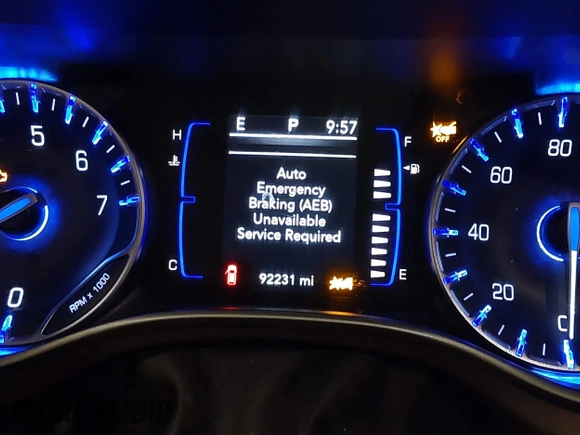 E P 9:57
H
F
OFF
Auto
Emergency
Braking (AEB)
Unavailable
Service Required
C
E
92231 mi
5
6
7
0
RPM x 1000
80
60
40
20